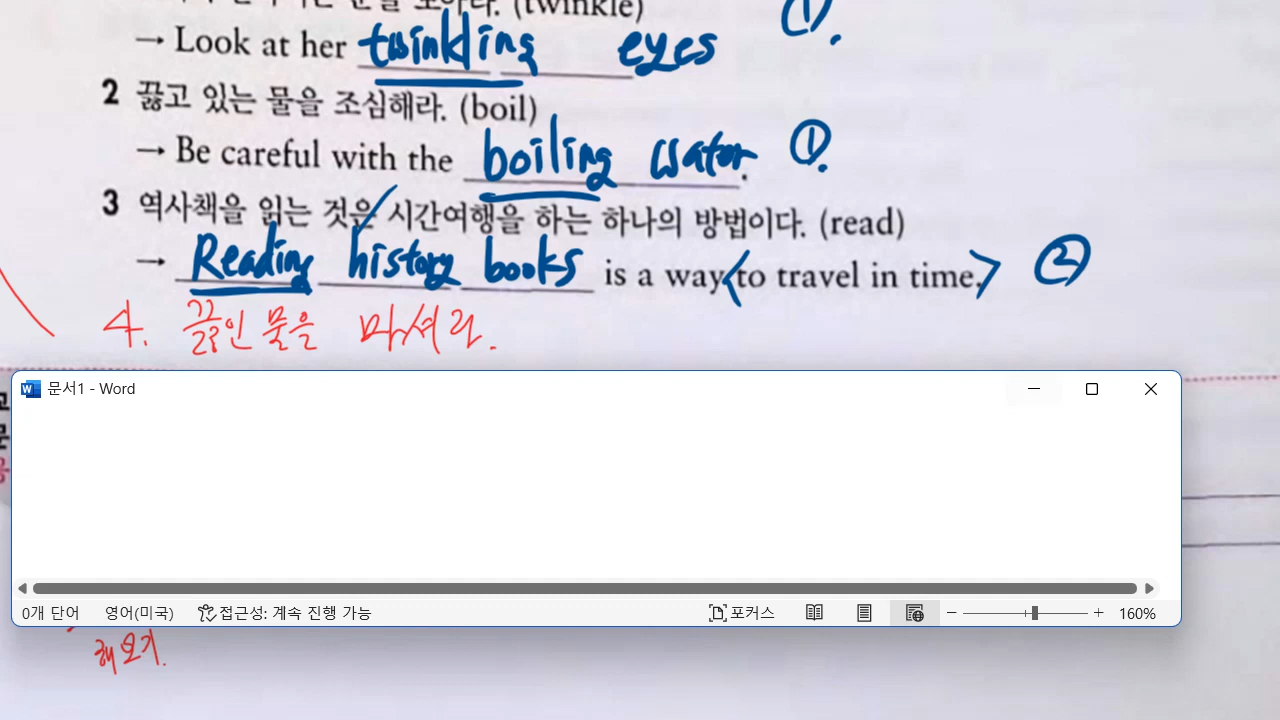 (twinkle)
→ Look at her twinkling eyes ①.
2 끓고 있는 물을 조심해라. (boil)
→ Be careful with the boiling water. ①.
3 역사책을 읽는 것은/시간여행을 하는 하나의 방법이다. (read)
→ Reading history books is a way <to travel in time.> ②
4. 끓인 물을 마셔라.
문서1 - Word
0개 단어 영어(미국) 접근성: 계속 진행 가능 포커스 160%
해보기.